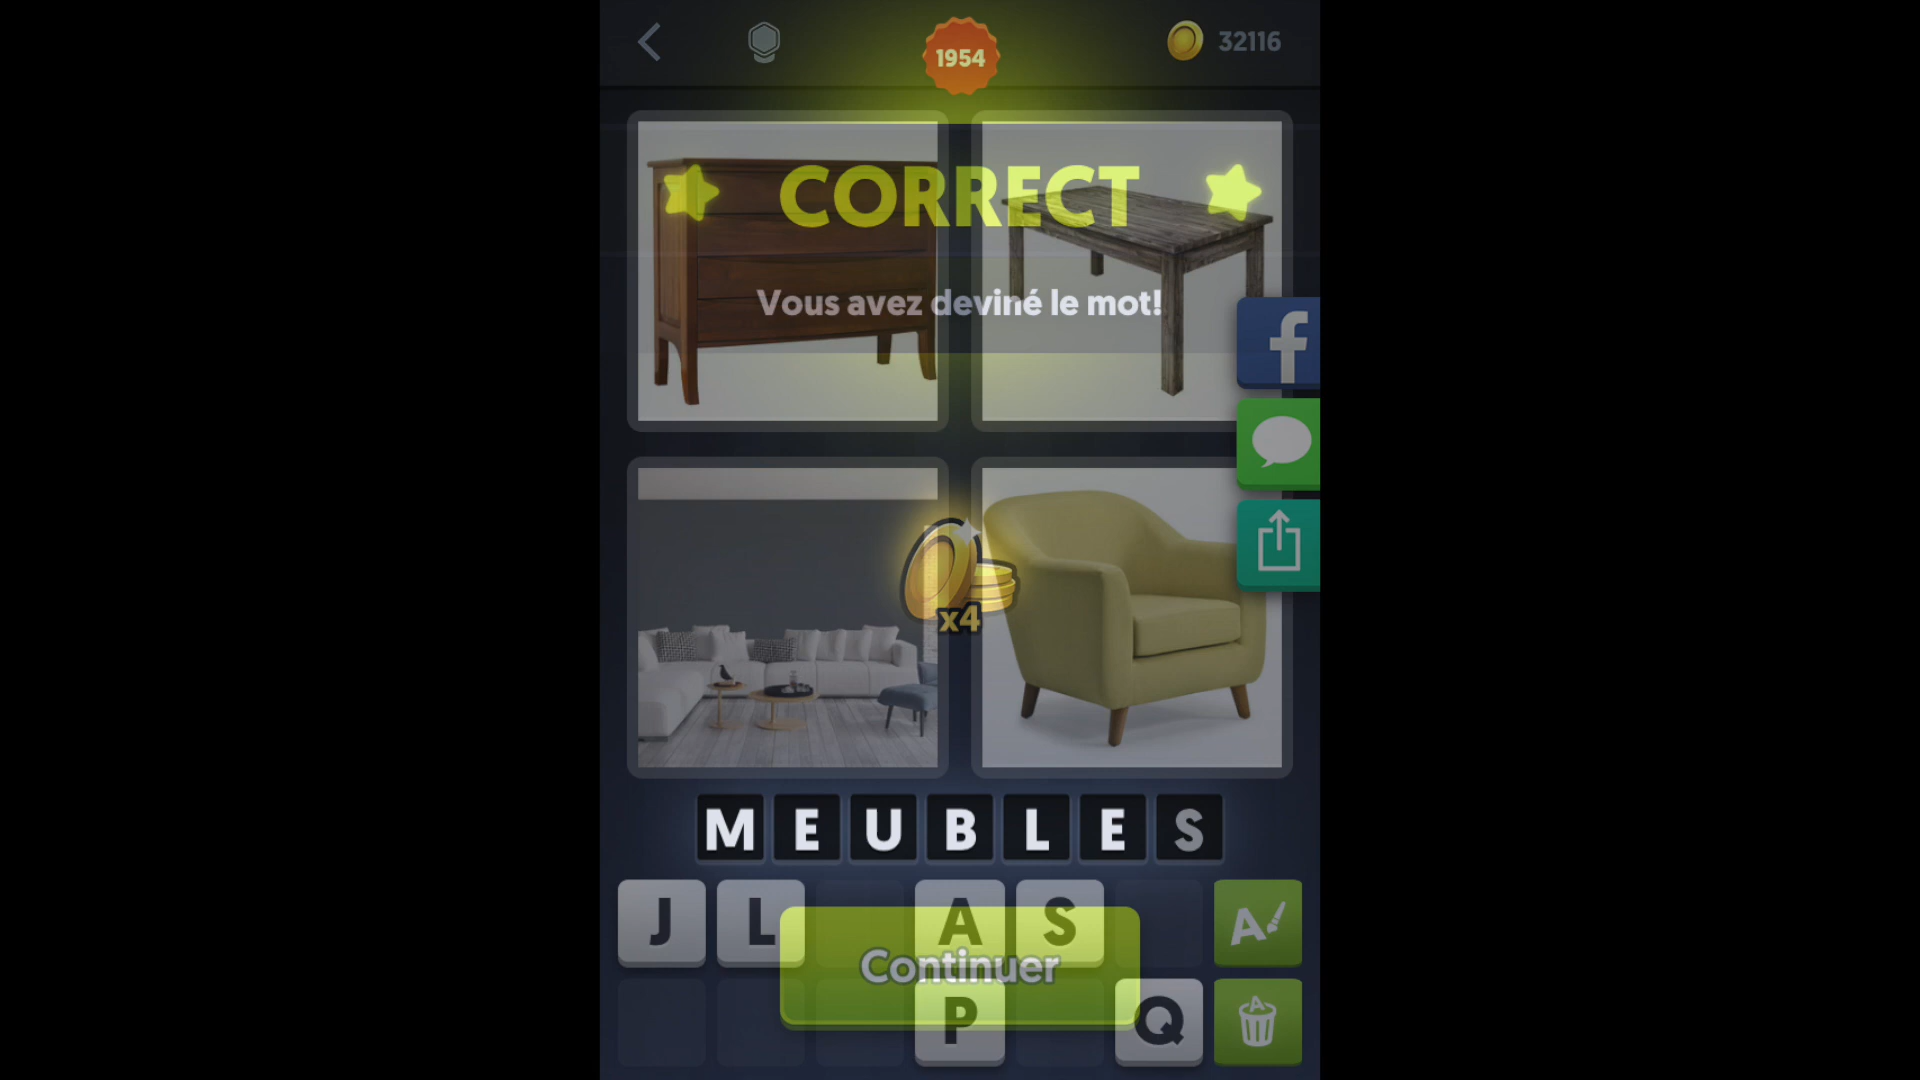 1954
32116
CORRECT
Vous avez deviné le mot!
x4
MEUBLES
J L A S A
Continuer
P Q A